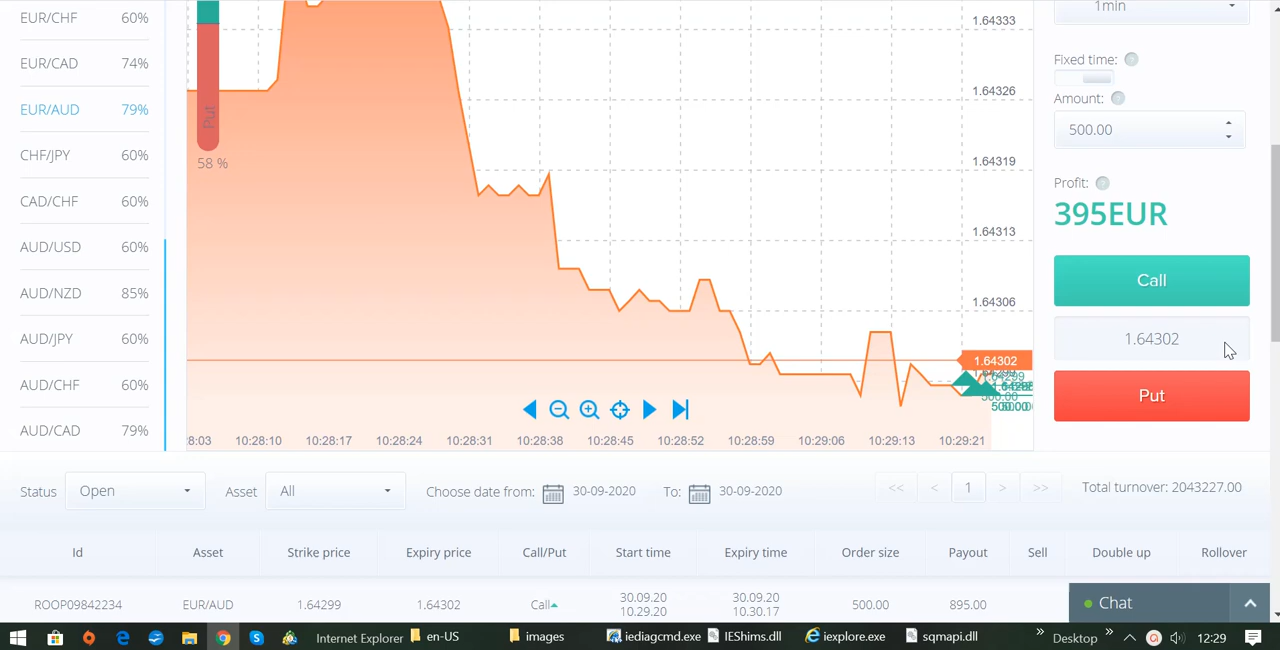 EUR/CHF 60%
EUR/CAD 74%
EUR/AUD 79%
CHF/JPY 60%
CAD/CHF 60%
AUD/USD 60%
AUD/NZD 85%
AUD/JPY 60%
AUD/CHF 60%
AUD/CAD 79%
Put
58 %
1.64333
1.64326
1.64319
1.64313
1.64306
1.64302
500.00
8:03 10:28:10 10:28:17 10:28:24 10:28:31 10:28:38 10:28:45 10:28:52 10:28:59 10:29:06 10:29:13 10:29:21
1min
Fixed time: ?
Amount: ?
500.00
Profit: ?
395EUR
Call
1.64302
Put
Status Open Asset All Choose date from: 30-09-2020 To: 30-09-2020 << < 1 > >> Total turnover: 2043227.00
Id Asset Strike price Expiry price Call/Put Start time Expiry time Order size Payout Sell Double up Rollover
ROOP09842234 EUR/AUD 1.64299 1.64302 Call 30.09.20 30.09.20 500.00 895.00
10.29.20 10.30.17
Chat
Internet Explorer en-US images iediagcmd.exe IEShims.dll iexplore.exe sqmapi.dll » Desktop » 12:29